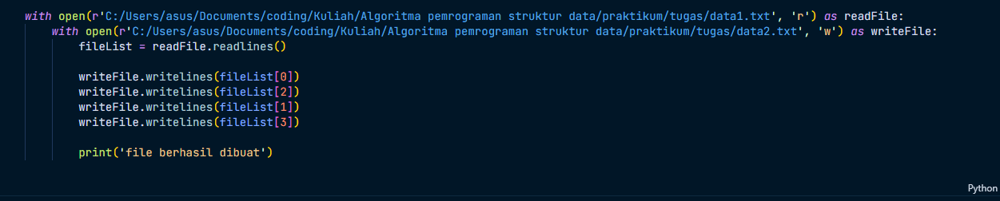 with open(r'C:/Users/asus/Documents/coding/Kuliah/Algoritma pemrograman struktur data/praktikum/tugas/data1.txt', 'r') as readFile:
    with open(r'C:/Users/asus/Documents/coding/Kuliah/Algoritma pemrograman struktur data/praktikum/tugas/data2.txt', 'w') as writeFile:
        fileList = readFile.readlines()

        writeFile.writelines(fileList[0])
        writeFile.writelines(fileList[2])
        writeFile.writelines(fileList[1])
        writeFile.writelines(fileList[3])

        print('file berhasil dibuat')
Python